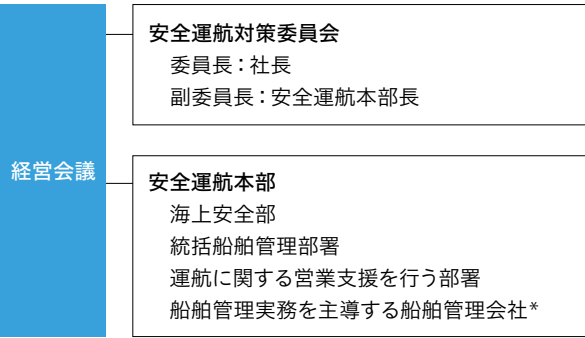 経営会議
安全運航対策委員会
委員長：社長
副委員長：安全運航本部長
安全運航本部
海上安全部
統括船舶管理部署
運航に関する営業支援を行う部署
船舶管理実務を主導する船舶管理会社*